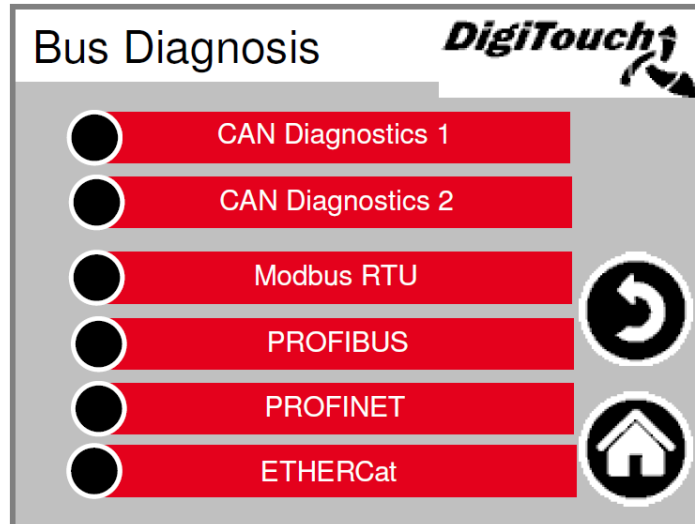 Bus Diagnosis
DigiTouch
CAN Diagnostics 1
CAN Diagnostics 2
Modbus RTU
PROFIBUS
PROFINET
ETHERCat